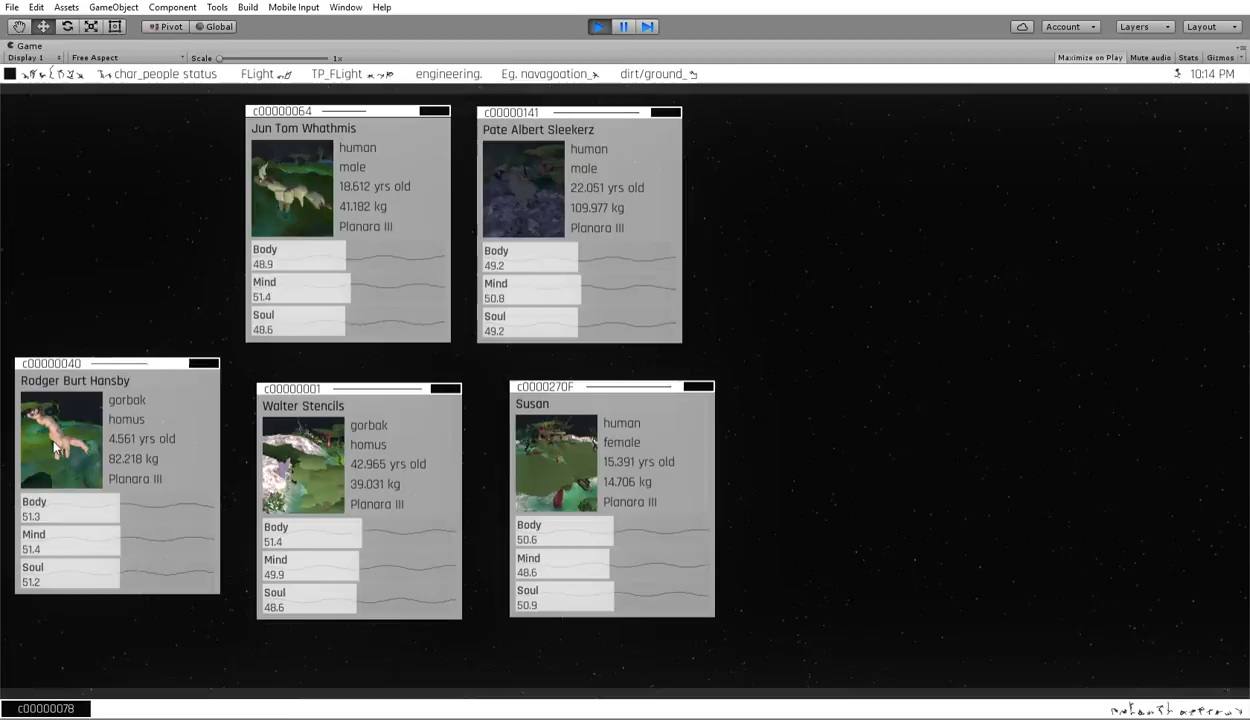 File Edit Assets GameObject Component Tools Build Mobile Input Window Help
Pivot Global Account Layers Layout
Game
Display 1 Free Aspect Scale 1x Maximize on Play Mute audio Stats Gizmos
char_people status FLight TP_FLight engineering. Eg. navagoation_ dirt/ground_ 10:14 PM
c00000064
Jun Tom Whathmis
human
male
18.612 yrs old
41.182 kg
Planara III
Body
48.9
Mind
51.4
Soul
48.6
c00000141
Pate Albert Sleekerz
human
male
22.051 yrs old
109.977 kg
Planara III
Body
49.2
Mind
50.8
Soul
49.2
c00000040
Rodger Burt Hansby
gorbak
homus
4.561 yrs old
82.218 kg
Planara III
Body
51.3
Mind
51.4
Soul
51.2
c00000001
Walter Stencils
gorbak
homus
42.965 yrs old
39.031 kg
Planara III
Body
51.4
Mind
49.9
Soul
48.6
c0000270F
Susan
human
female
15.391 yrs old
14.706 kg
Planara III
Body
50.6
Mind
48.6
Soul
50.9
c00000078